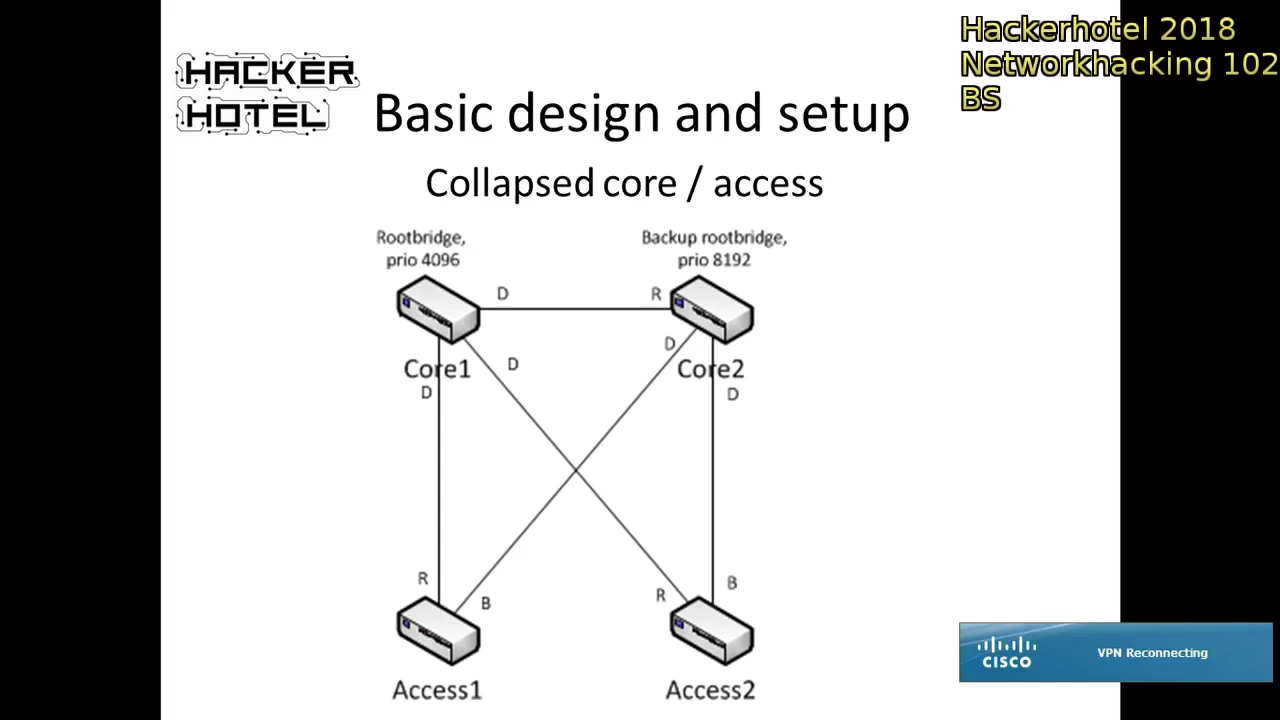 HACKER
HOTEL
Hackerhotel 2018
Networkhacking 102
BS
Basic design and setup
Collapsed core / access
Rootbridge,
prio 4096
Backup rootbridge,
prio 8192
D
R
D
D
Core1
Core2
D
D
R
B
R
B
Access1
Access2
CISCO
VPN Reconnecting